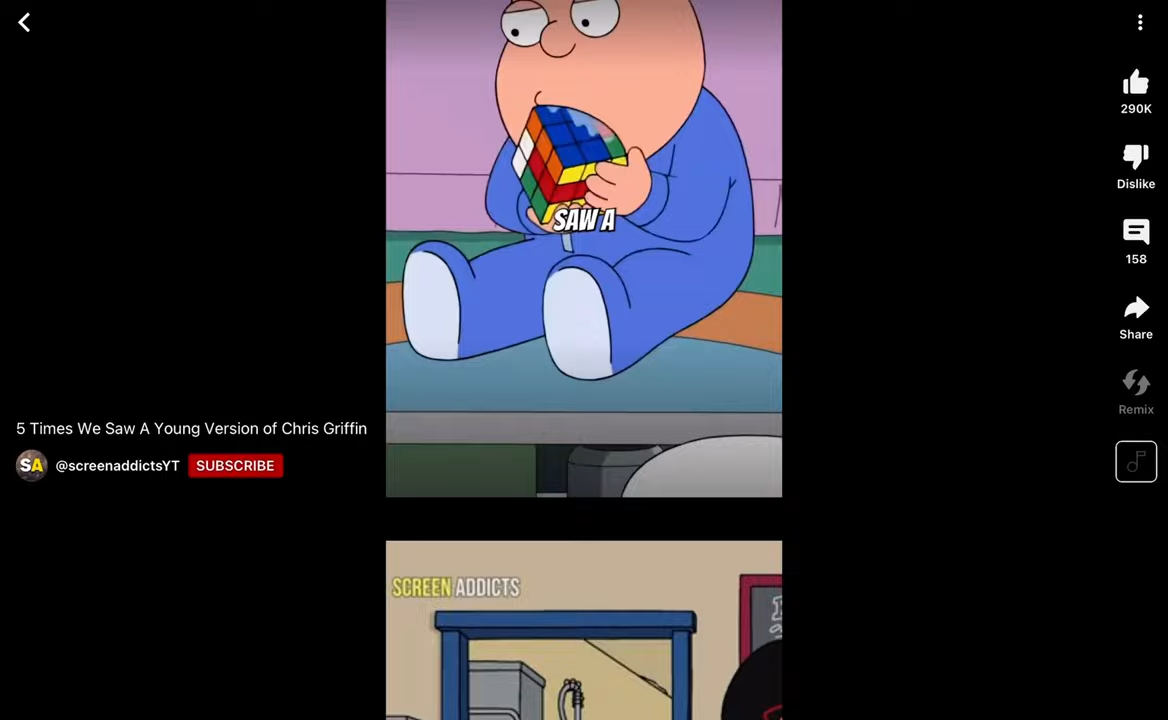 290K
Dislike
SAW A
158
Share
Remix
5 Times We Saw A Young Version of Chris Griffin
SA @screenaddictsYT SUBSCRIBE
SCREEN ADDICTS